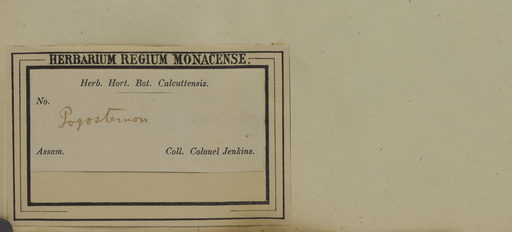 HERBARIUM REGIUM MONACENSE.
Herb. Hort. Bot. Calcuttensis.
No.
Pogostemon
Assam. Coll. Colonel Jenkins.